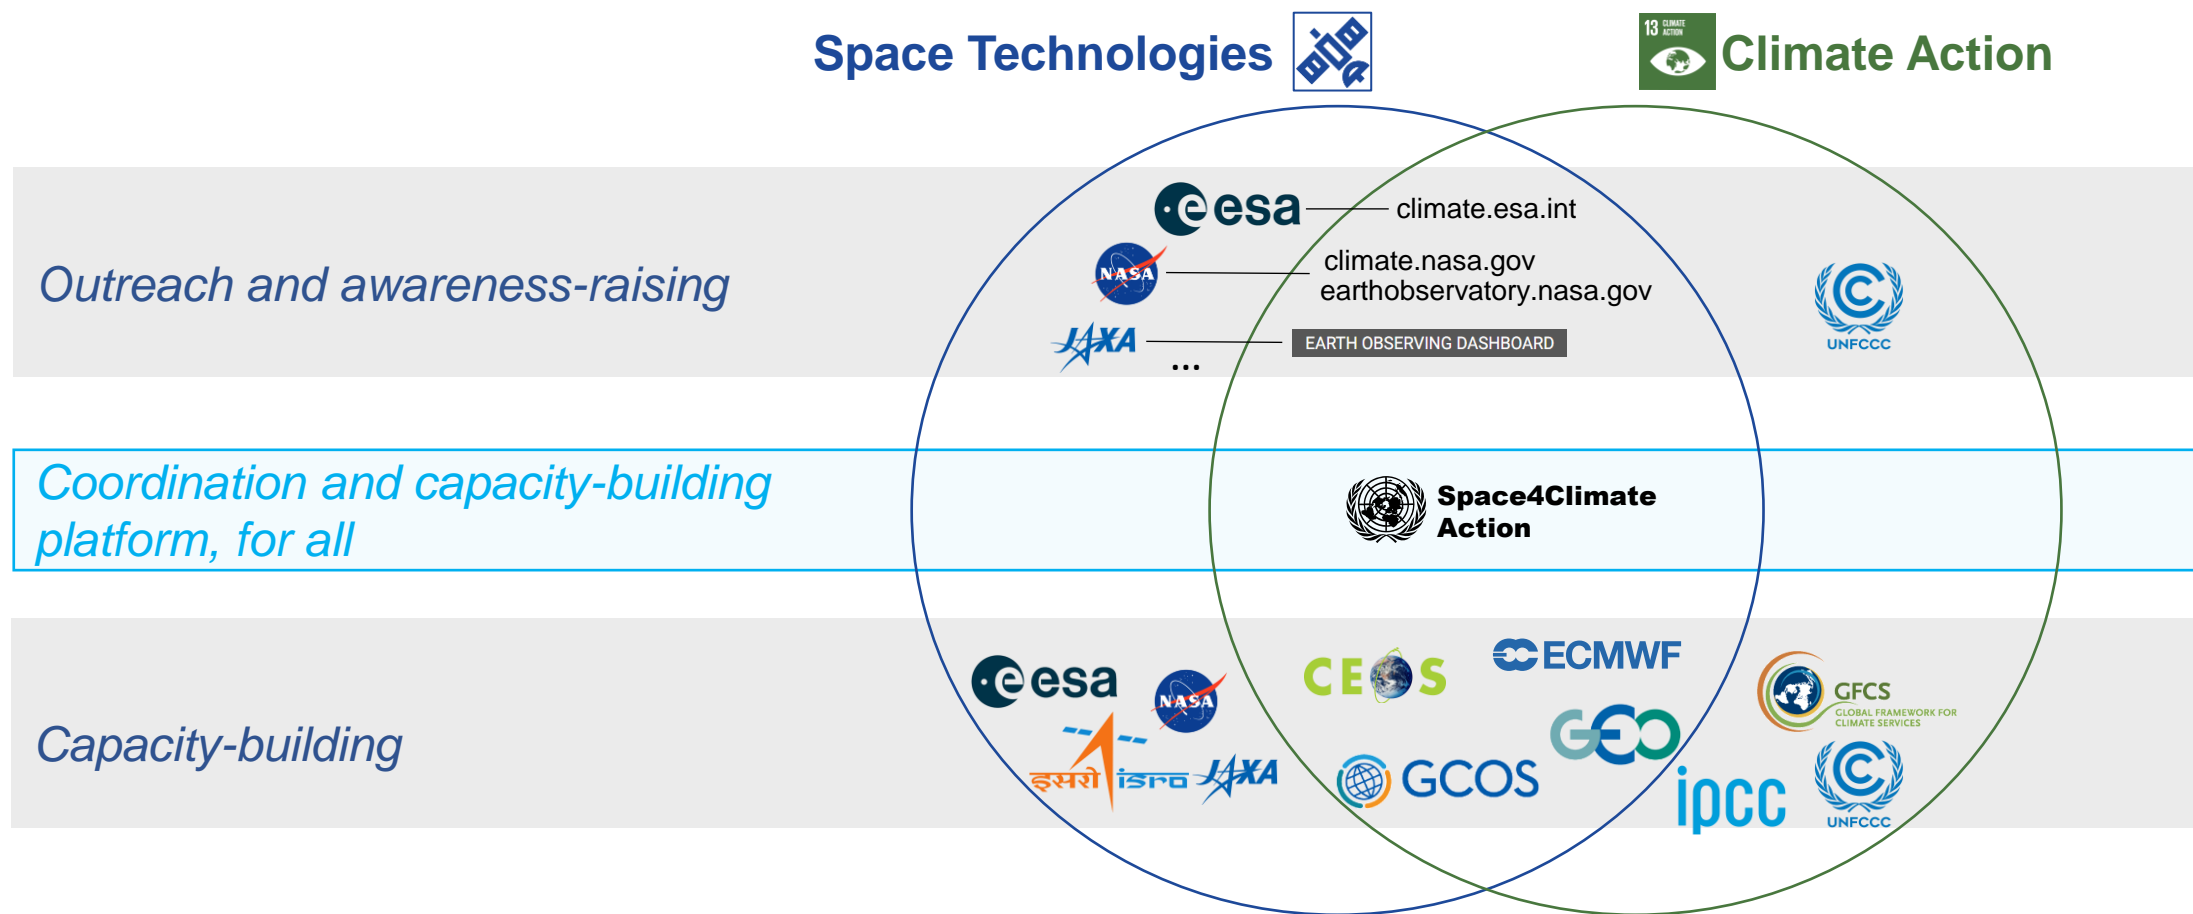 Space Technologies
13 CLIMATE ACTION
Climate Action
esa
climate.esa.int
NASA
climate.nasa.gov
earthobservatory.nasa.gov
Outreach and awareness-raising
JAXA
EARTH OBSERVING DASHBOARD
...
UNFCCC
Coordination and capacity-building
platform, for all
Space4Climate
Action
Capacity-building
esa
NASA
इसरो isro
JAXA
CEOS
ECMWF
GEO
GCOS
GFCS
GLOBAL FRAMEWORK FOR
CLIMATE SERVICES
ipcc
UNFCCC